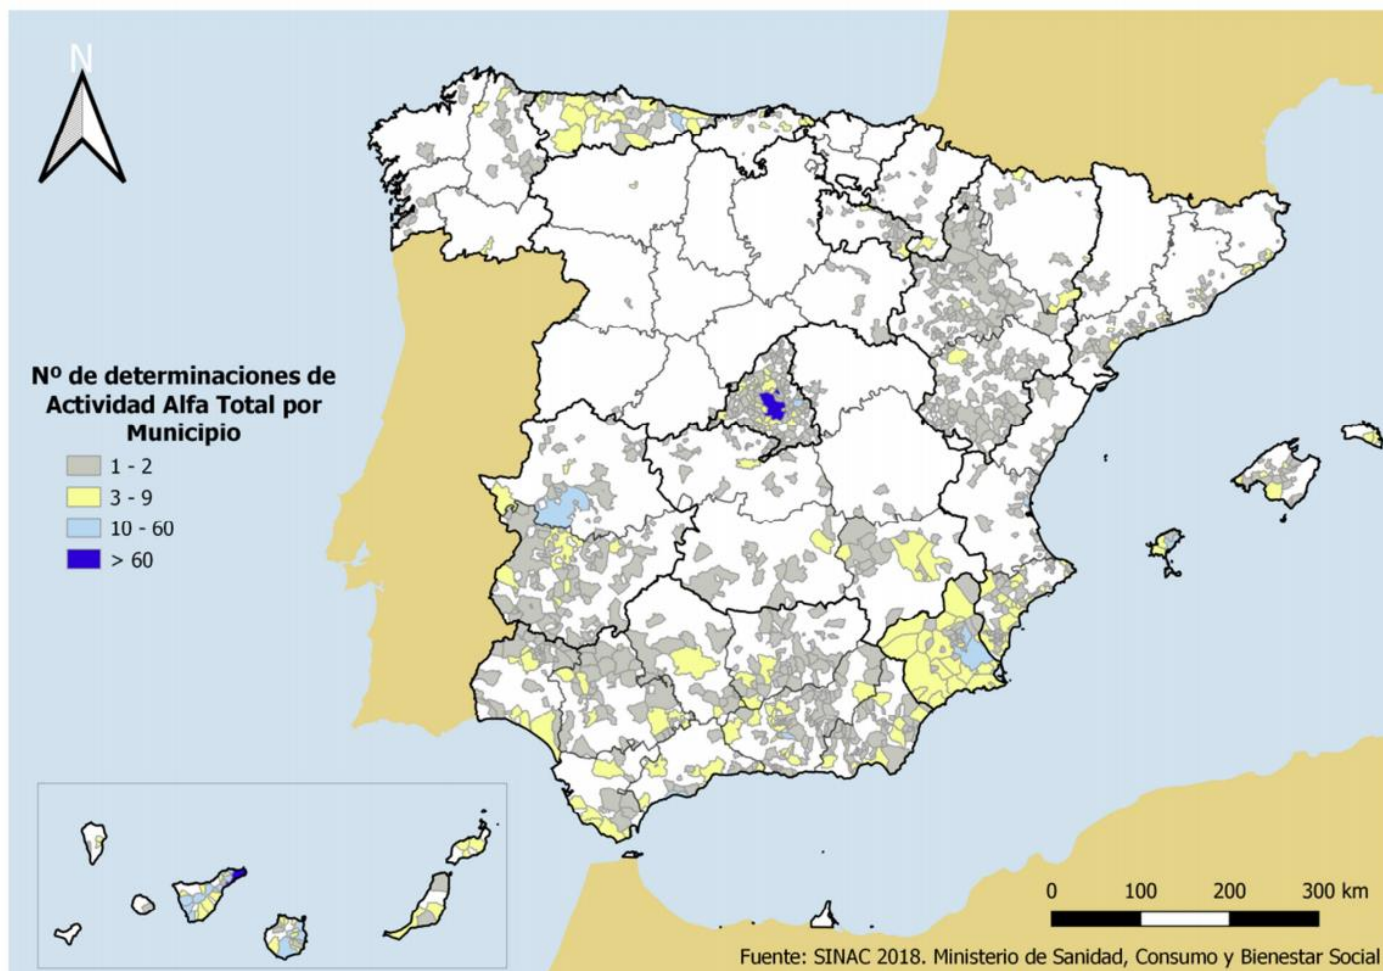 N
Nº de determinaciones de
Actividad Alfa Total por
Municipio
1 - 2
3 - 9
10 - 60
> 60
0 100 200 300 km
Fuente: SINAC 2018. Ministerio de Sanidad, Consumo y Bienestar Social